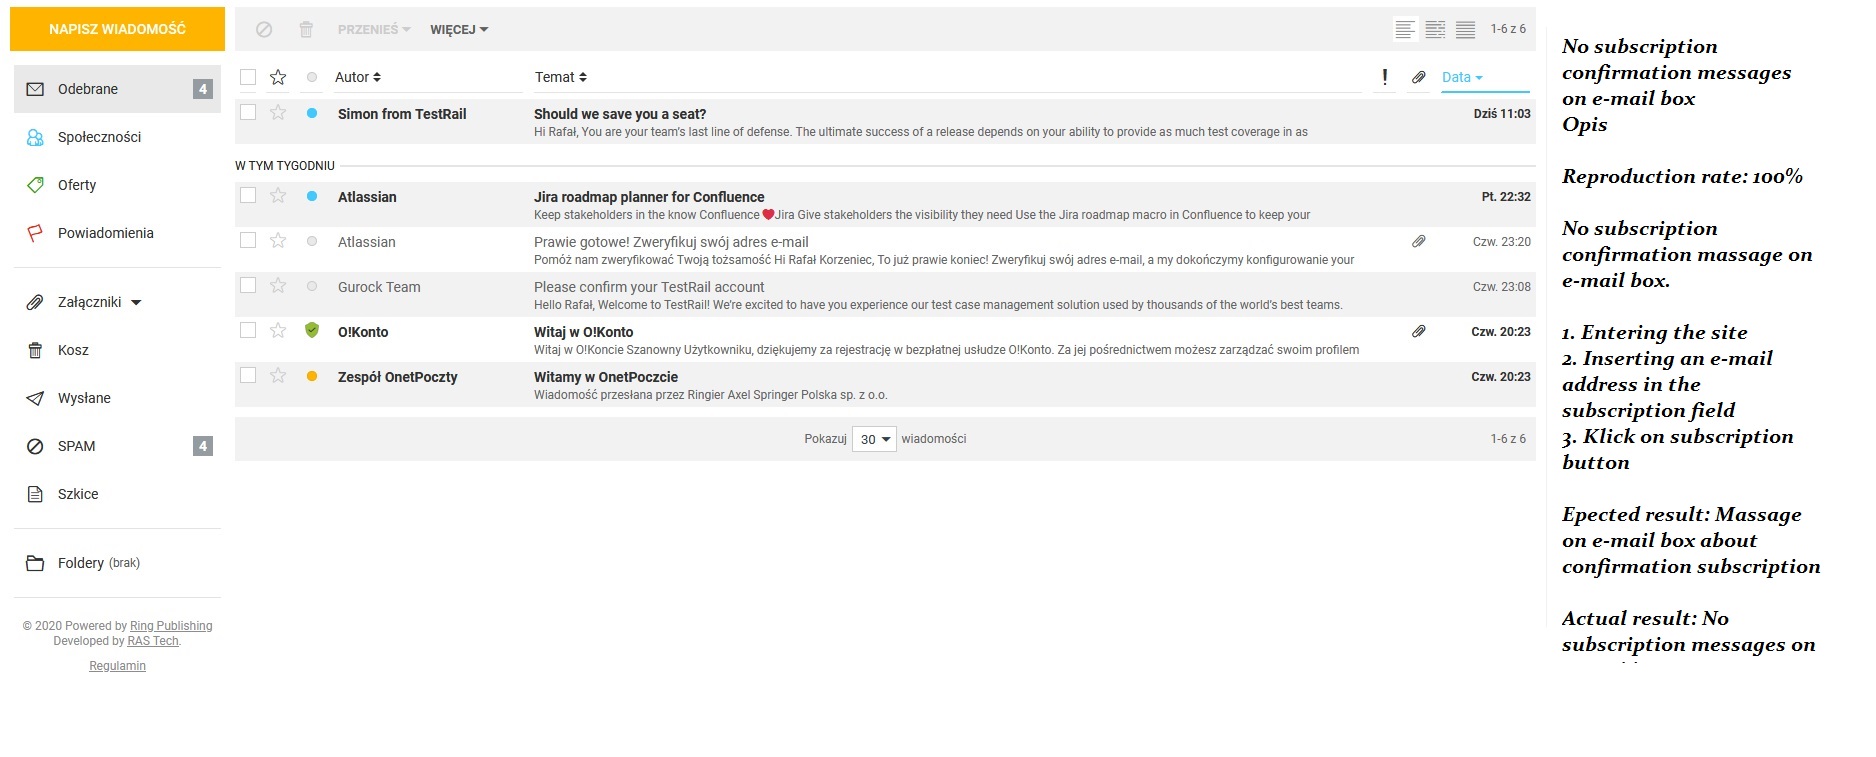 NAPISZ WIADOMOŚĆ
PRZENIEŚ
WIĘCEJ
1-6 z 6
Odebrane 4
Społeczności
Oferty
Powiadomienia
Załączniki
Kosz
Wysłane
SPAM 4
Szkice
Foldery (brak)
© 2020 Powered by Ring Publishing
Developed by RAS Tech.
Regulamin
Autor Temat ! Data
Simon from TestRail Should we save you a seat? Dziś 11:03
Hi Rafał, You are your team's last line of defense. The ultimate success of a release depends on your ability to provide as much test coverage in as
W TYM TYGODNIU
Atlassian Jira roadmap planner for Confluence Pt. 22:32
Keep stakeholders in the know Confluence ❤Jira Give stakeholders the visibility they need Use the Jira roadmap macro in Confluence to keep your
Atlassian Prawie gotowe! Zweryfikuj swój adres e-mail Czw. 23:20
Pomóż nam zweryfikować Twoją tożsamość Hi Rafał Korzeniec, To już prawie koniec! Zweryfikuj swój adres e-mail, a my dokończymy konfigurowanie your
Gurock Team Please confirm your TestRail account Czw. 23:08
Hello Rafał, Welcome to TestRail! We're excited to have you experience our test case management solution used by thousands of the world's best teams.
O!Konto Witaj w O!Konto Czw. 20:23
Witaj w O!Koncie Szanowny Użytkowniku, dziękujemy za rejestrację w bezpłatnej usłudze O!Konto. Za jej pośrednictwem możesz zarządzać swoim profilem
Zespół OnetPoczty Witamy w OnetPoczcie Czw. 20:23
Wiadomość przesłana przez Ringier Axel Springer Polska sp. z o.o.
Pokazuj 30 wiadomości
1-6 z 6
No subscription
confirmation messages
on e-mail box
Opis
Reproduction rate: 100%
No subscription
confirmation massage on
e-mail box.
1. Entering the site
2. Inserting an e-mail
address in the
subscription field
3. Klick on subscription
button
Epected result: Massage
on e-mail box about
confirmation subscription
Actual result: No
subscription messages on